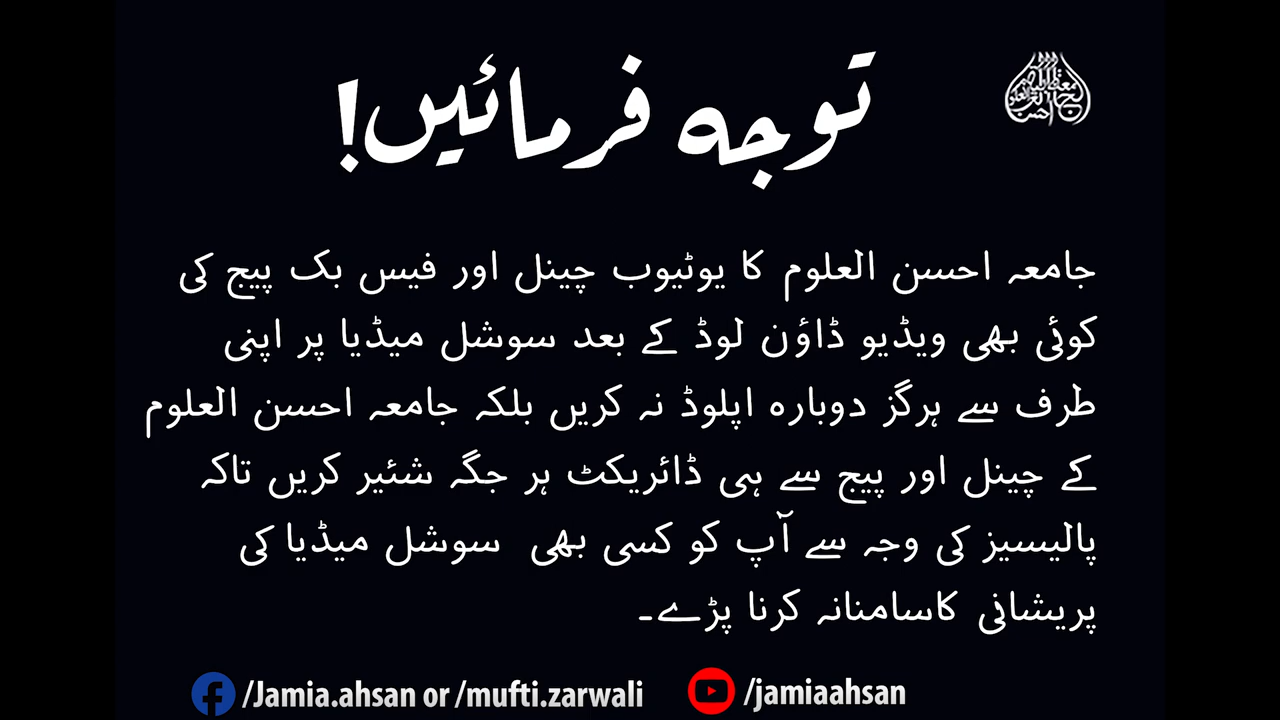 توجہ فرمائیں!
جامعہ احسن العلوم کا یوٹیوب چینل اور فیس بک پیج کی
کوئی بھی ویڈیو ڈاؤن لوڈ کے بعد سوشل میڈیا پر اپنی
طرف سے ہرگز دوبارہ اپلوڈ نہ کریں بلکہ جامعہ احسن العلوم
کے چینل اور پیج سے ہی ڈائریکٹ ہر جگہ شئیر کریں تاکہ
پالیسیز کی وجہ سے آپ کو کسی بھی سوشل میڈیا کی
پریشانی کاسامنانہ کرنا پڑے۔
/Jamia.ahsan or /mufti.zarwali
/jamiaahsan